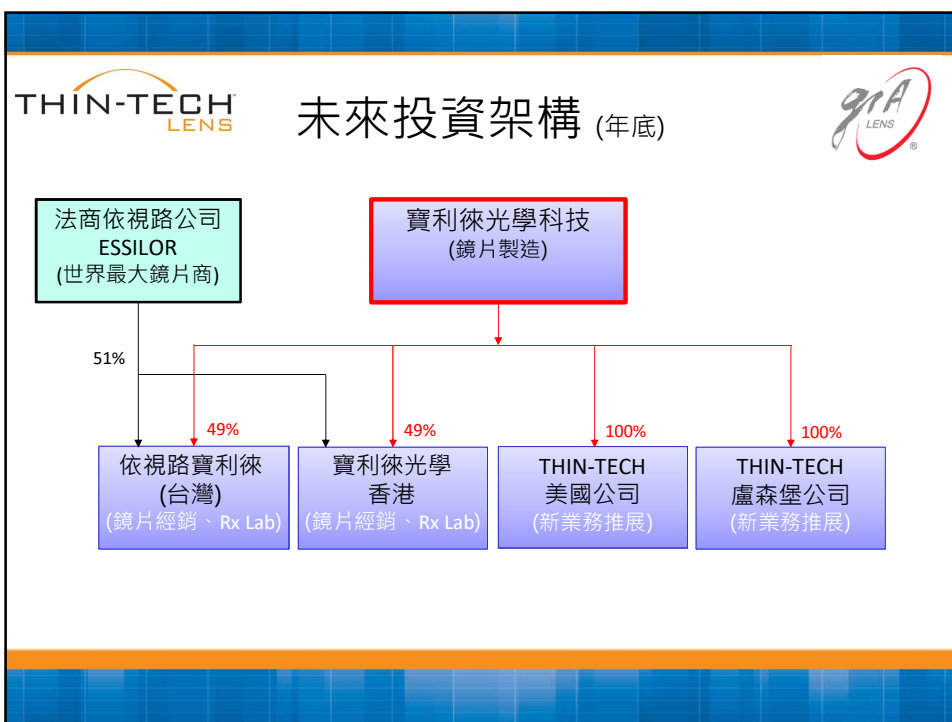 THIN-TECH
LENS
未來投資架構 (年底)
grA
LENS
®
法商依視路公司
ESSILOR
(世界最大鏡片商)
寶利徠光學科技
(鏡片製造)
51%
49%
49%
100%
100%
依視路寶利徠
(台灣)
(鏡片經銷、Rx Lab)
寶利徠光學
香港
(鏡片經銷、Rx Lab)
THIN-TECH
美國公司
(新業務推展)
THIN-TECH
盧森堡公司
(新業務推展)